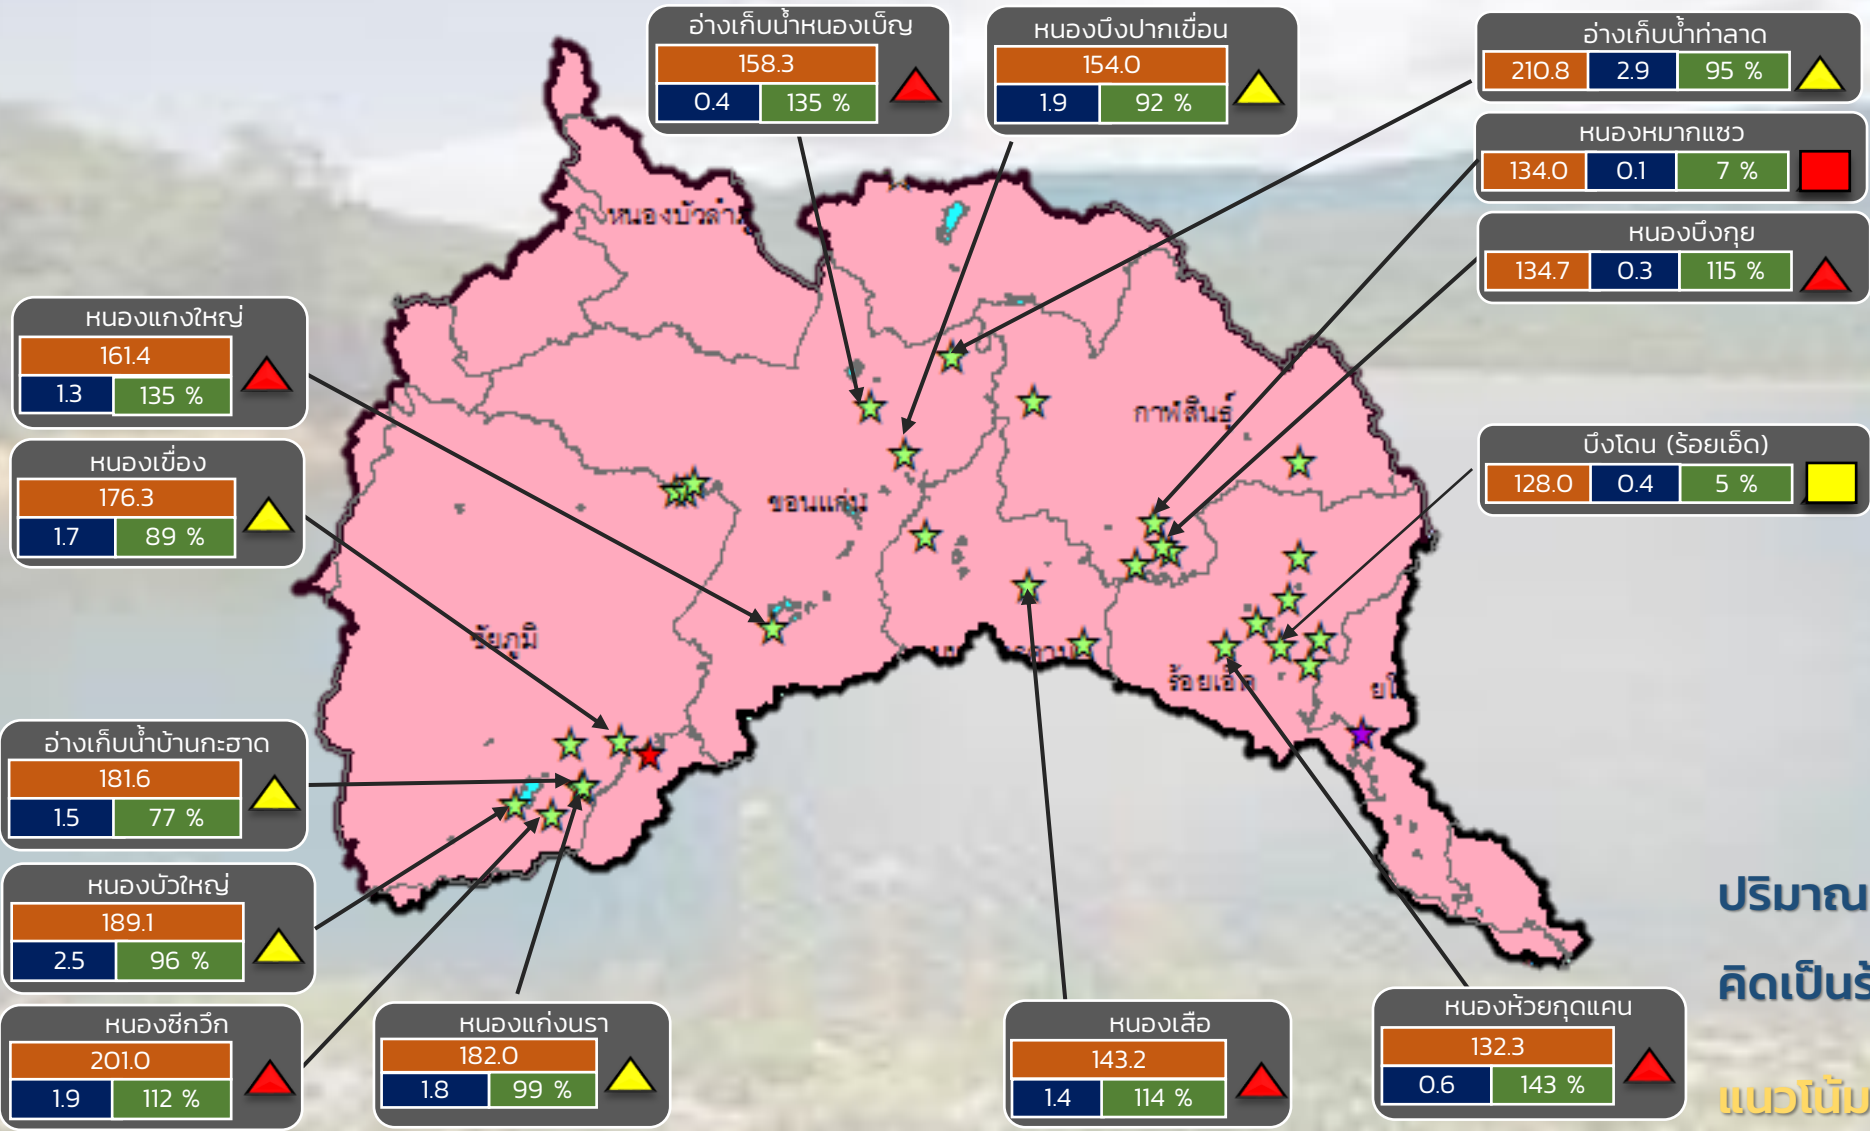 อ่างเก็บน้ำหนองเบ็ญ
158.3
0.4 135 %
หนองบึงปากเขื่อน
154.0
1.9 92 %
อ่างเก็บน้ำท่าลาด
210.8 2.9 95 %
หนองหมากแซว
134.0 0.1 7 %
หนองบึงกุย
134.7 0.3 115 %
บึงโดน (ร้อยเอ็ด)
128.0 0.4 5 %
หนองแกงใหญ่
161.4
1.3 135 %
หนองเขื่อง
176.3
1.7 89 %
อ่างเก็บน้ำบ้านกะฮาด
181.6
1.5 77 %
หนองบัวใหญ่
189.1
2.5 96 %
หนองซีกวึก
201.0
1.9 112 %
หนองแก่งนรา
182.0
1.8 99 %
หนองเสือ
143.2
1.4 114 %
หนองห้วยกุดแคน
132.3
0.6 143 %
หนองบัวลำภู
กาฬสินธุ์
ขอนแก่น
ชัยภูมิ
ร้อยเอ็ด
ปริมาณ
คิดเป็นร้
แนวโน้ม